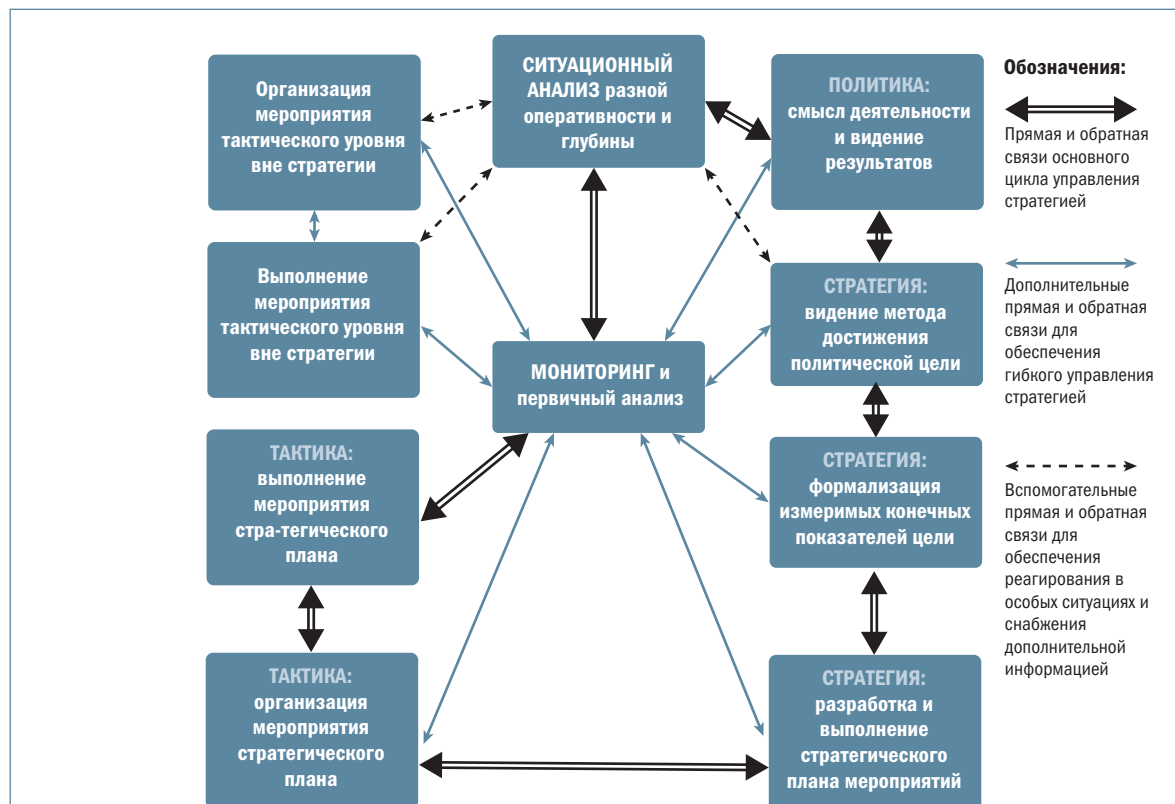 Организация
мероприятия
тактического уровня
вне стратегии
СИТУАЦИОННЫЙ
АНАЛИЗ разной
оперативности и
глубины
ПОЛИТИКА:
смысл деятельности
и видение
результатов
Выполнение
мероприятия
тактического уровня
вне стратегии
МОНИТОРИНГ и
первичный анализ
СТРАТЕГИЯ:
видение метода
достижения
политической цели
ТАКТИКА:
выполнение
мероприятия
стра-тегического
плана
СТРАТЕГИЯ:
формализация
измеримых конечных
показателей цели
ТАКТИКА:
организация
мероприятия
стратегического
плана
СТРАТЕГИЯ:
разработка и
выполнение
стратегического
плана мероприятий
Обозначения:
Прямая и обратная
связи основного
цикла управления
стратегией
Дополнительные
прямая и обратная
связи для
обеспечения
гибкого управления
стратегией
Вспомогательные
прямая и обратная
связи для
обеспечения
реагирования в
особых ситуациях и
снабжения
дополнительной
информацией